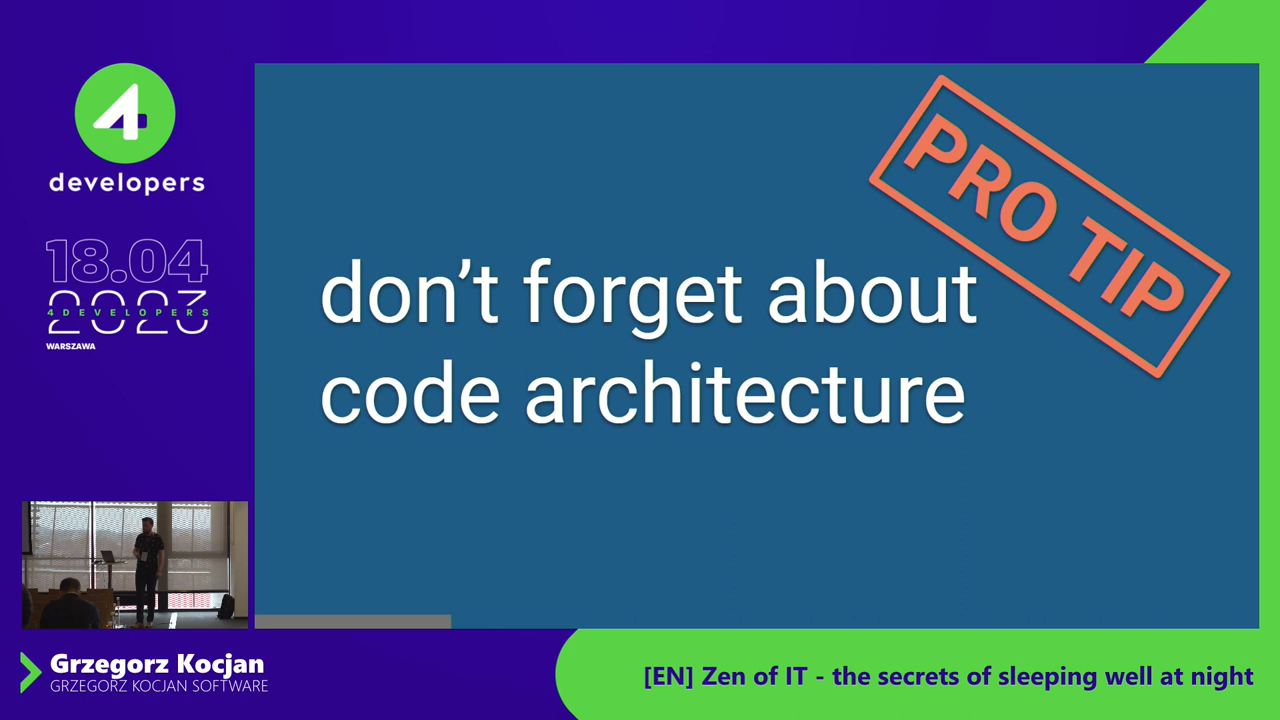 4
developers
18.04
2023
4DEVELOPERS
WARSZAWA
PRO TIP
don’t forget about
code architecture
Grzegorz Kocjan
GRZEGORZ KOCJAN SOFTWARE
[EN] Zen of IT - the secrets of sleeping well at night